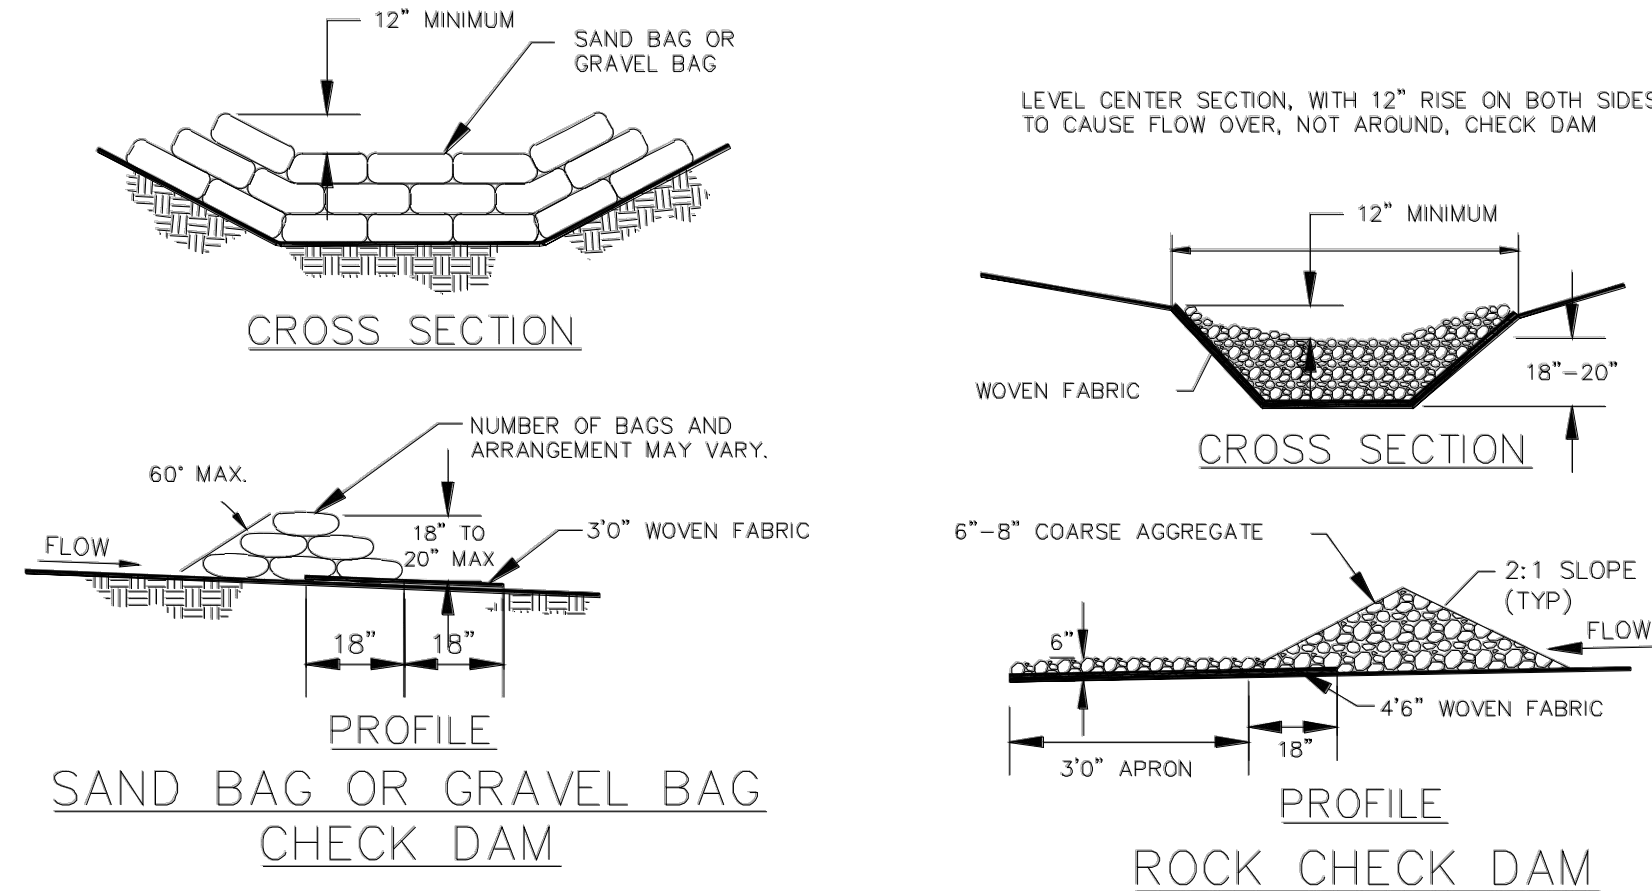 12" MINIMUM
SAND BAG OR
GRAVEL BAG
CROSS SECTION
NUMBER OF BAGS AND
ARRANGEMENT MAY VARY.
60° MAX.
FLOW
18" TO
20" MAX
3'0" WOVEN FABRIC
18"
18"
PROFILE
SAND BAG OR GRAVEL BAG
CHECK DAM
LEVEL CENTER SECTION, WITH 12" RISE ON BOTH SIDES
TO CAUSE FLOW OVER, NOT AROUND, CHECK DAM
12" MINIMUM
WOVEN FABRIC
18"-20"
CROSS SECTION
6"-8" COARSE AGGREGATE
2:1 SLOPE
(TYP)
FLOW
6"
4'6" WOVEN FABRIC
18"
3'0" APRON
PROFILE
ROCK CHECK DAM